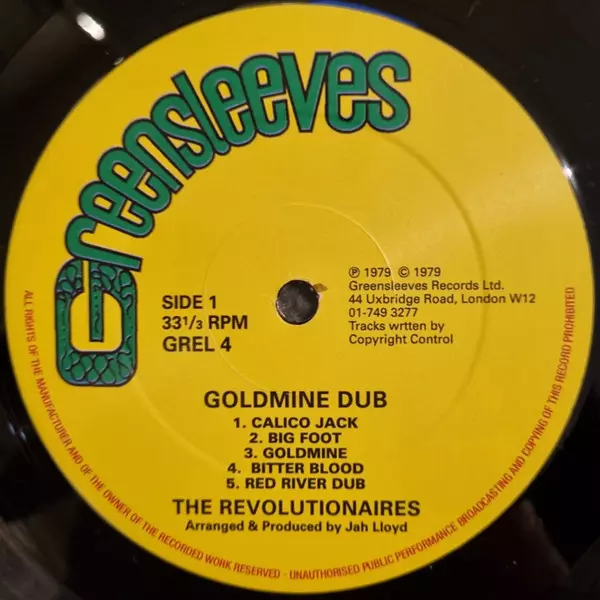 Greensleeves
SIDE 1
33 1/3 RPM
GREL 4
℗ 1979 © 1979
Greensleeves Records Ltd.
44 Uxbridge Road, London W12
01-749 3277
Tracks wrtten by
Copyright Control
GOLDMINE DUB
1. CALICO JACK
2. BIG FOOT
3. GOLDMINE
4. BITTER BLOOD
5. RED RIVER DUB
THE REVOLUTIONAIRES
Arranged & Produced by Jah Lloyd
ALL RIGHTS OF THE MANUFACTURER AND OF THE OWNER OF THE RECORDED WORK RESERVED - UNAUTHORISED PUBLIC PERFORMANCE BROADCASTING AND COPYING OF THIS RECORD PROHIBITED